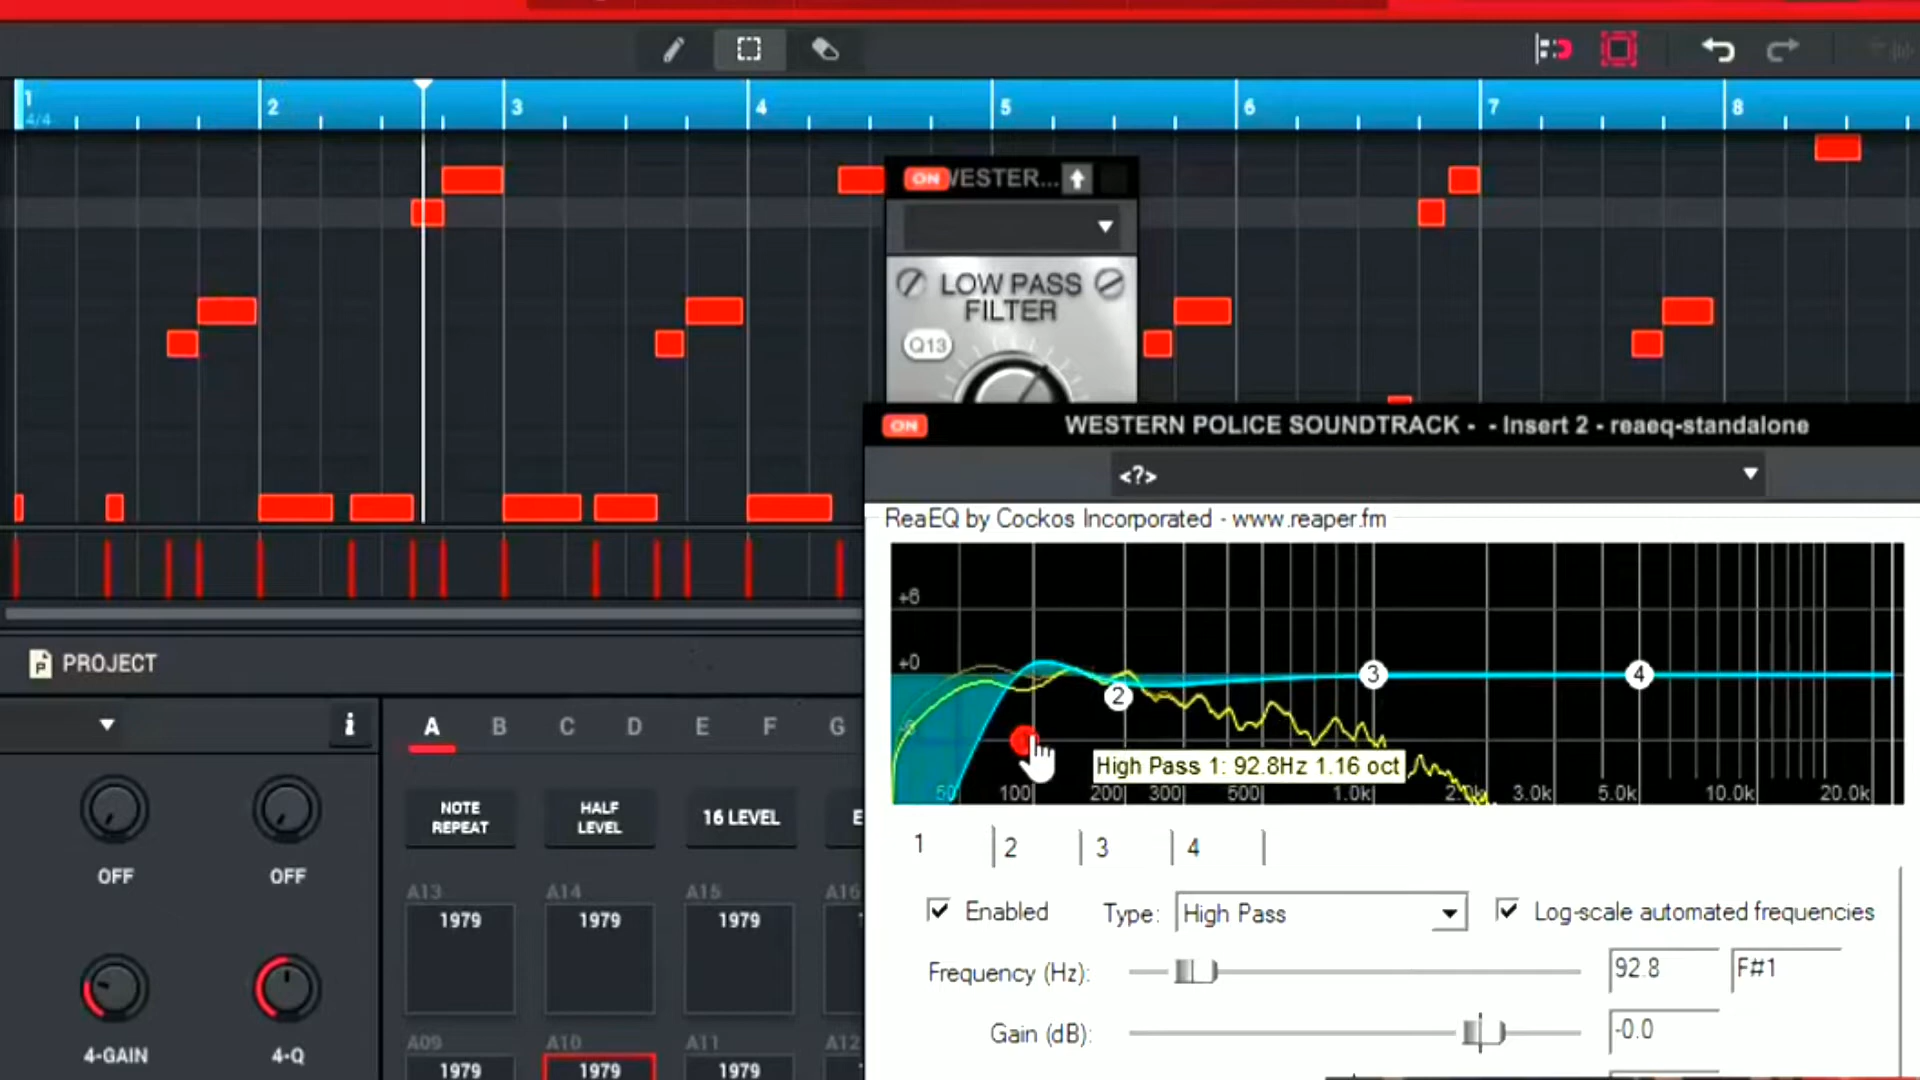 1
4/4
2
3
4
5
6
7
8
ON
WESTER...
LOW PASS
FILTER
Q13
ON
WESTERN POLICE SOUNDTRACK - - Insert 2 - reaeq-standalone
<?>
ReaEQ by Cockos Incorporated - www.reaper.fm
+6
+0
2
3
4
High Pass 1: 92.8Hz 1.16 oct
50 100 200 300 500 1.0k 2.0k 3.0k 5.0k 10.0k 20.0k
1 2 3 4
Enabled Type: High Pass Log-scale automated frequencies
Frequency (Hz): 92.8 F#1
Gain (dB): -0.0
PROJECT
i
A B C D E F G
NOTE
REPEAT
HALF
LEVEL
16 LEVEL
OFF OFF
A13 A14 A15 A16
1979 1979 1979
4-GAIN 4-Q
A09 A10 A11 A12
1979 1979 1979